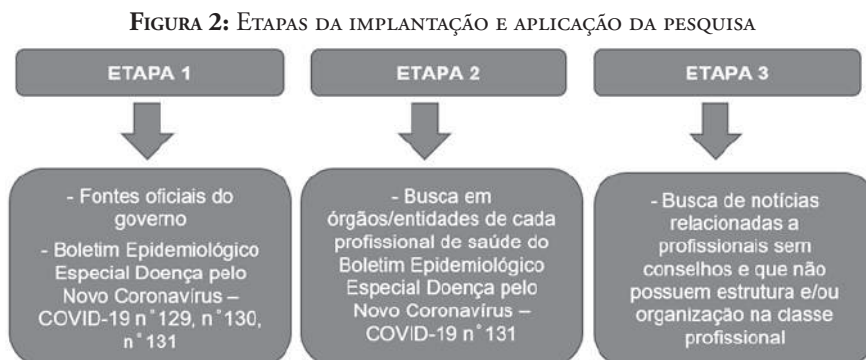 FIGURA 2: ETAPAS DA IMPLANTAÇÃO E APLICAÇÃO DA PESQUISA
ETAPA 1
- Fontes oficiais do
governo
- Boletim Epidemiológico
Especial Doença pelo
Novo Coronavírus –
COVID-19 n°129, n°130,
n°131
ETAPA 2
- Busca em
órgãos/entidades de cada
profissional de saúde do
Boletim Epidemiológico
Especial Doença pelo
Novo Coronavírus –
COVID-19 n°131
ETAPA 3
- Busca de notícias
relacionadas a
profissionais sem
conselhos e que não
possuem estrutura e/ou
organização na classe
profissional